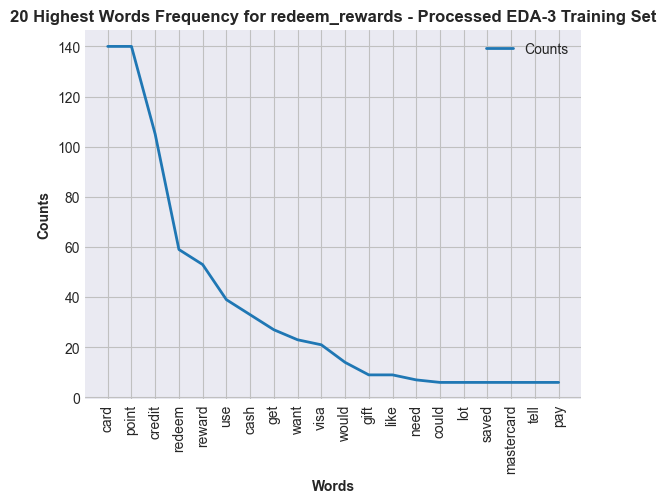 20 Highest Words Frequency for redeem_rewards - Processed EDA-3 Training Set
Counts
140
120
100
80
60
40
20
0
Counts
card
point
credit
redeem
reward
use
cash
get
want
visa
would
gift
like
need
could
lot
saved
mastercard
tell
pay
Words